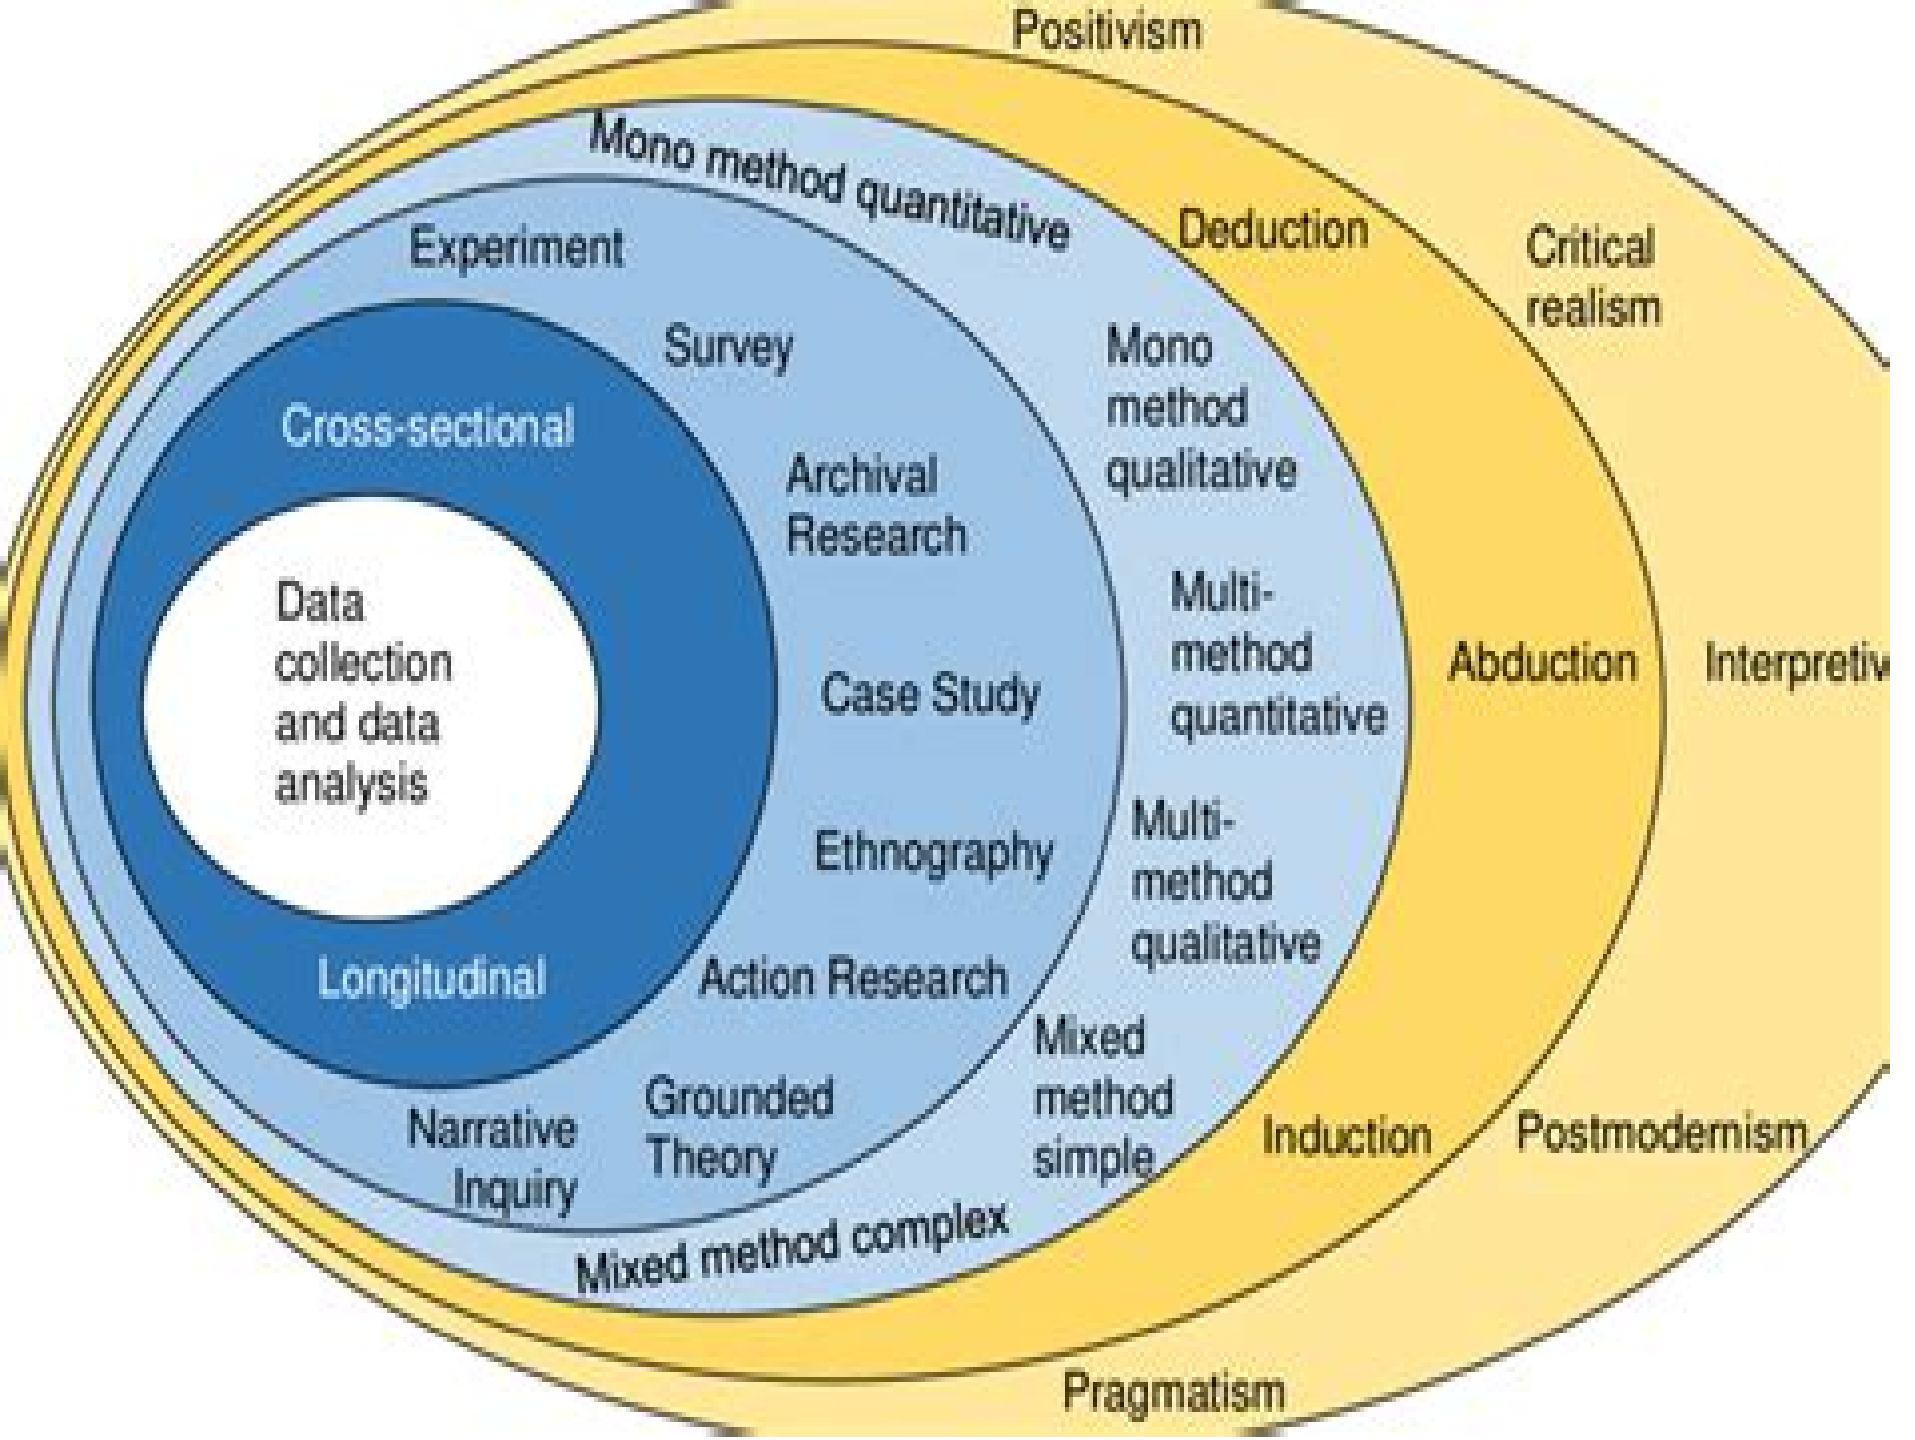 Positivism
Mono method quantitative
Deduction
Experiment
Critical
realism
Survey
Mono
method
qualitative
Cross-sectional
Archival
Research
Data
collection
and data
analysis
Multi-
method
quantitative
Abduction
Interpretiv
Case Study
Multi-
method
qualitative
Ethnography
Longitudinal
Action Research
Mixed
method
simple
Grounded
Theory
Narrative
Inquiry
Induction
Postmodernism
Mixed method complex
Pragmatism